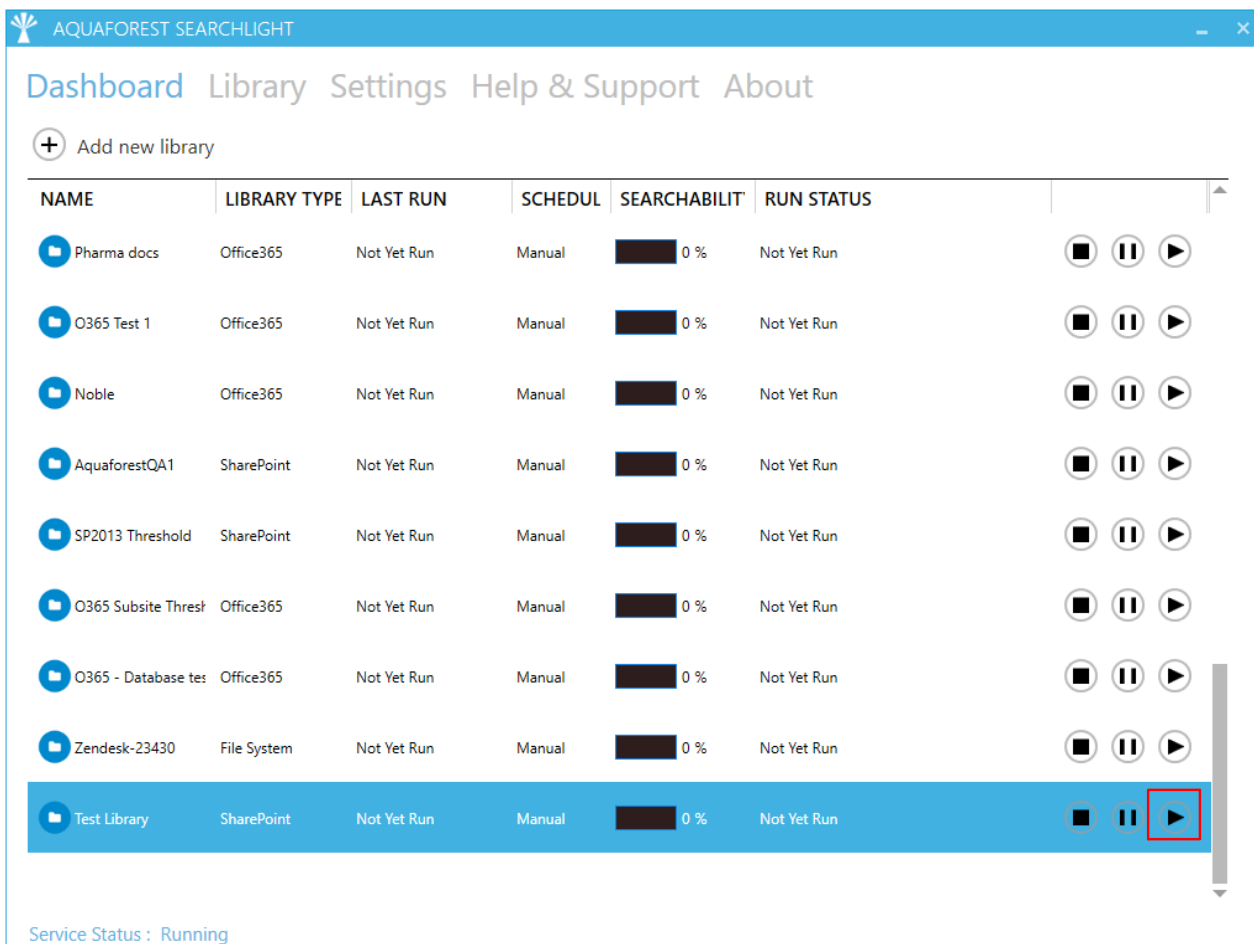 AQUAFOREST SEARCHLIGHT
Dashboard Library Settings Help & Support About
Add new library
NAME LIBRARY TYPE LAST RUN SCHEDUL SEARCHABILIT RUN STATUS
Pharma docs Office365 Not Yet Run Manual 0 % Not Yet Run
O365 Test 1 Office365 Not Yet Run Manual 0 % Not Yet Run
Noble Office365 Not Yet Run Manual 0 % Not Yet Run
AquaforestQA1 SharePoint Not Yet Run Manual 0 % Not Yet Run
SP2013 Threshold SharePoint Not Yet Run Manual 0 % Not Yet Run
O365 Subsite Thresh Office365 Not Yet Run Manual 0 % Not Yet Run
O365 - Database tes Office365 Not Yet Run Manual 0 % Not Yet Run
Zendesk-23430 File System Not Yet Run Manual 0 % Not Yet Run
Test Library SharePoint Not Yet Run Manual 0 % Not Yet Run
Service Status : Running